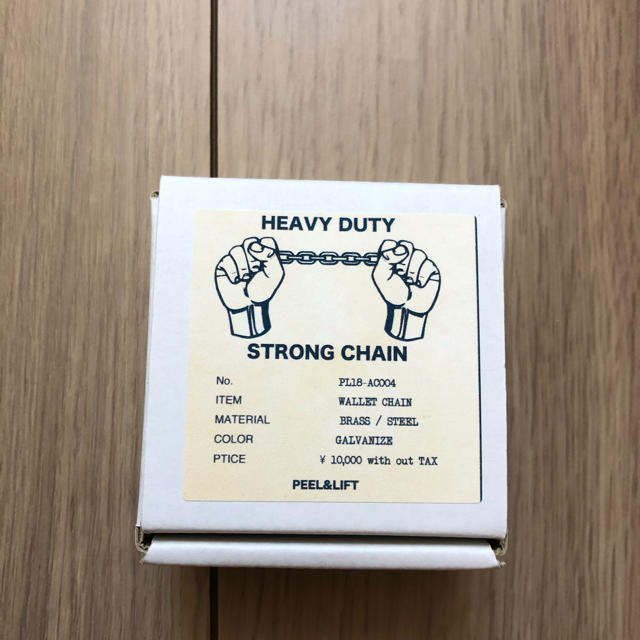 HEAVY DUTY
STRONG CHAIN
No. PL18-AC004
ITEM WALLET CHAIN
MATERIAL BRASS / STEEL
COLOR GALVANIZE
PTICE ¥ 10,000 with out TAX
PEEL&LIFT